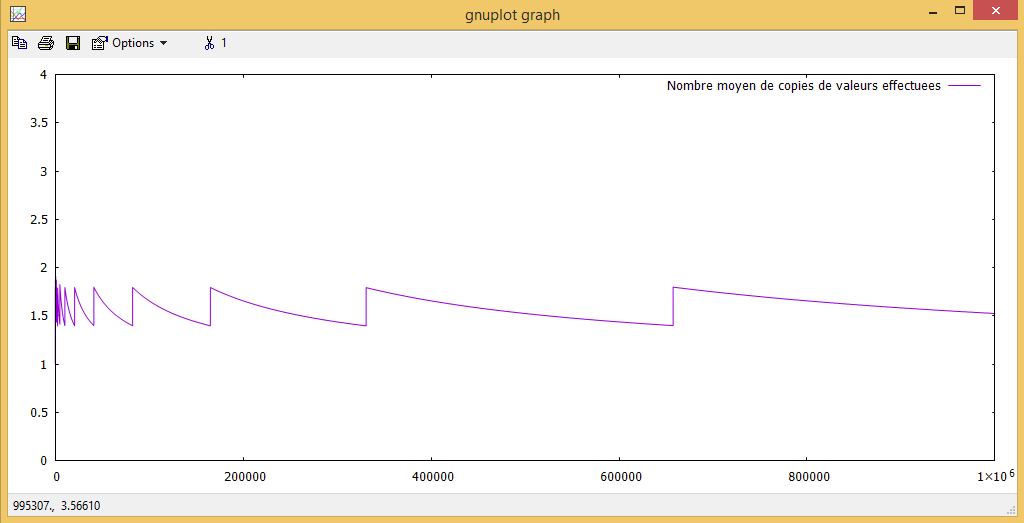 gnuplot graph
Options 1
4
Nombre moyen de copies de valeurs effectuees
3.5
3
2.5
2
1.5
1
0.5
0
0 200000 400000 600000 800000 1×10⁶
995307., 3.56610